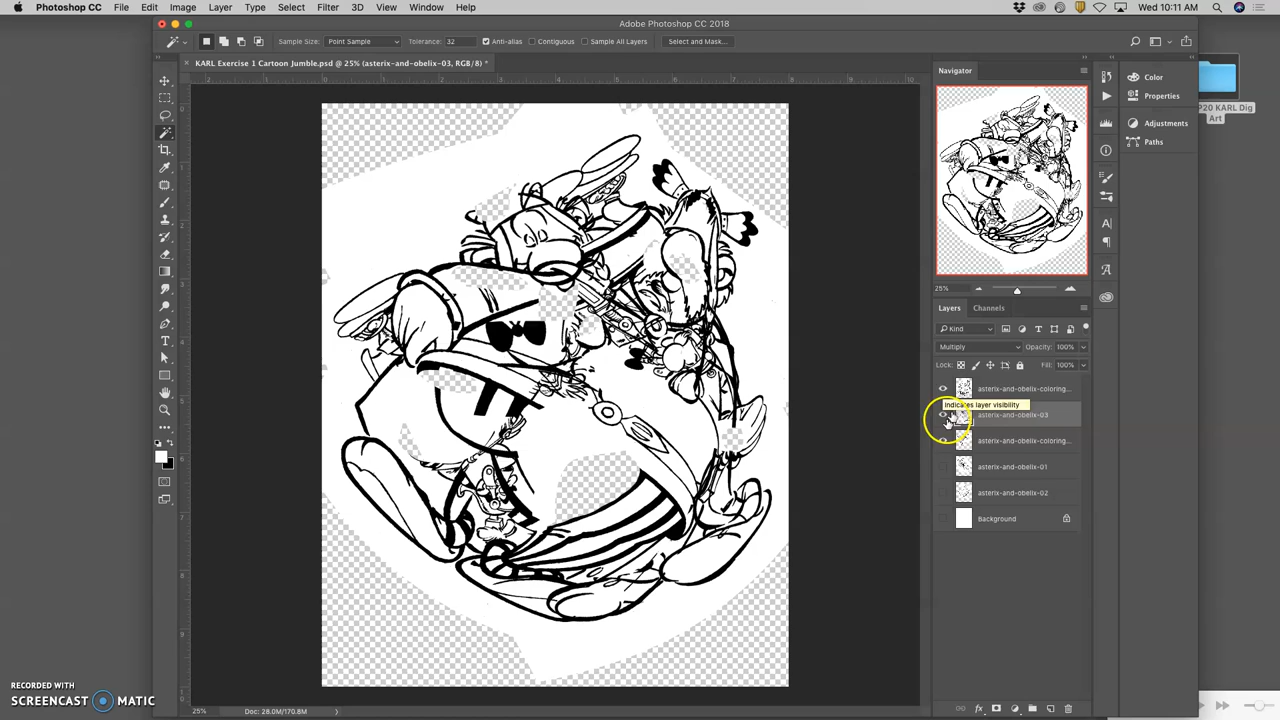 Photoshop CC File Edit Image Layer Type Select Filter 3D View Window Help Wed 10:11 AM
Adobe Photoshop CC 2018
Sample Size: Point Sample Tolerance: 32 Anti-alias Contiguous Sample All Layers Select and Mask...
× KARL Exercise 1 Cartoon Jumble.psd @ 25% (asterix-and-obelix-03, RGB/8) *
Navigator
Color
Properties
P20 KARL Dig
Art
Adjustments
Paths
25%
Layers Channels
Kind
Multiply Opacity: 100%
Lock: Fill: 100%
asterix-and-obelix-coloring...
Indicates layer visibility
asterix-and-obelix-03
asterix-and-obelix-coloring...
asterix-and-obelix-01
asterix-and-obelix-02
Background
RECORDED WITH
SCREENCAST MATIC
25% Doc: 28.0M/170.8M